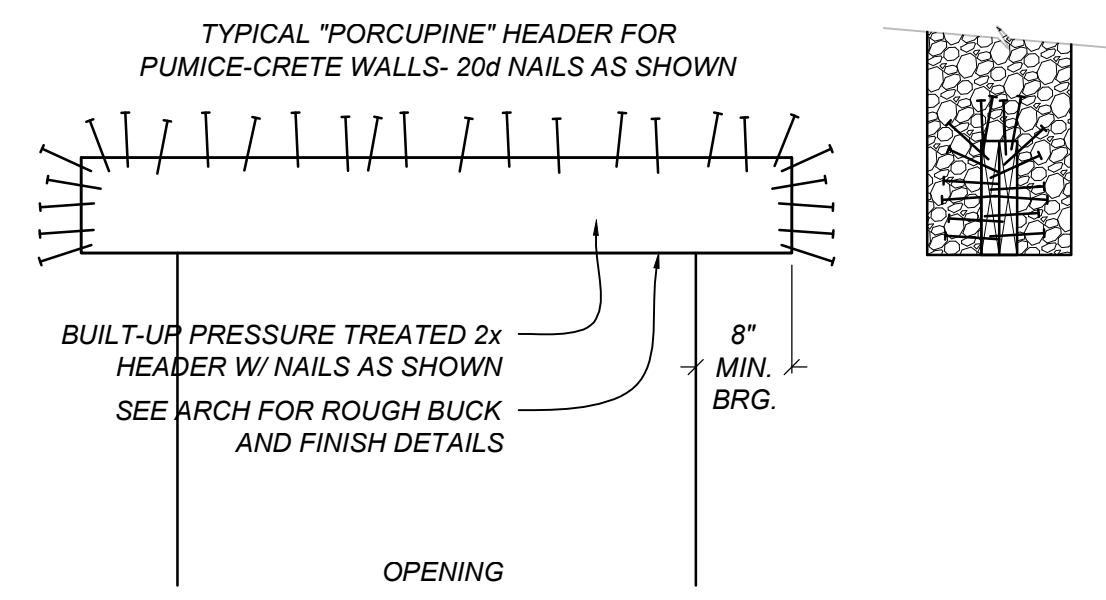 TYPICAL "PORCUPINE" HEADER FOR
PUMICE-CRETE WALLS- 20d NAILS AS SHOWN
BUILT-UP PRESSURE TREATED 2x
HEADER W/ NAILS AS SHOWN
SEE ARCH FOR ROUGH BUCK
AND FINISH DETAILS
8"
MIN.
BRG.
OPENING